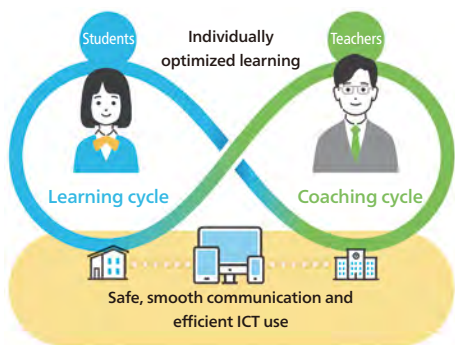 Students
Individually
optimized learning
Teachers
Learning cycle
Coaching cycle
Safe, smooth communication and
efficient ICT use